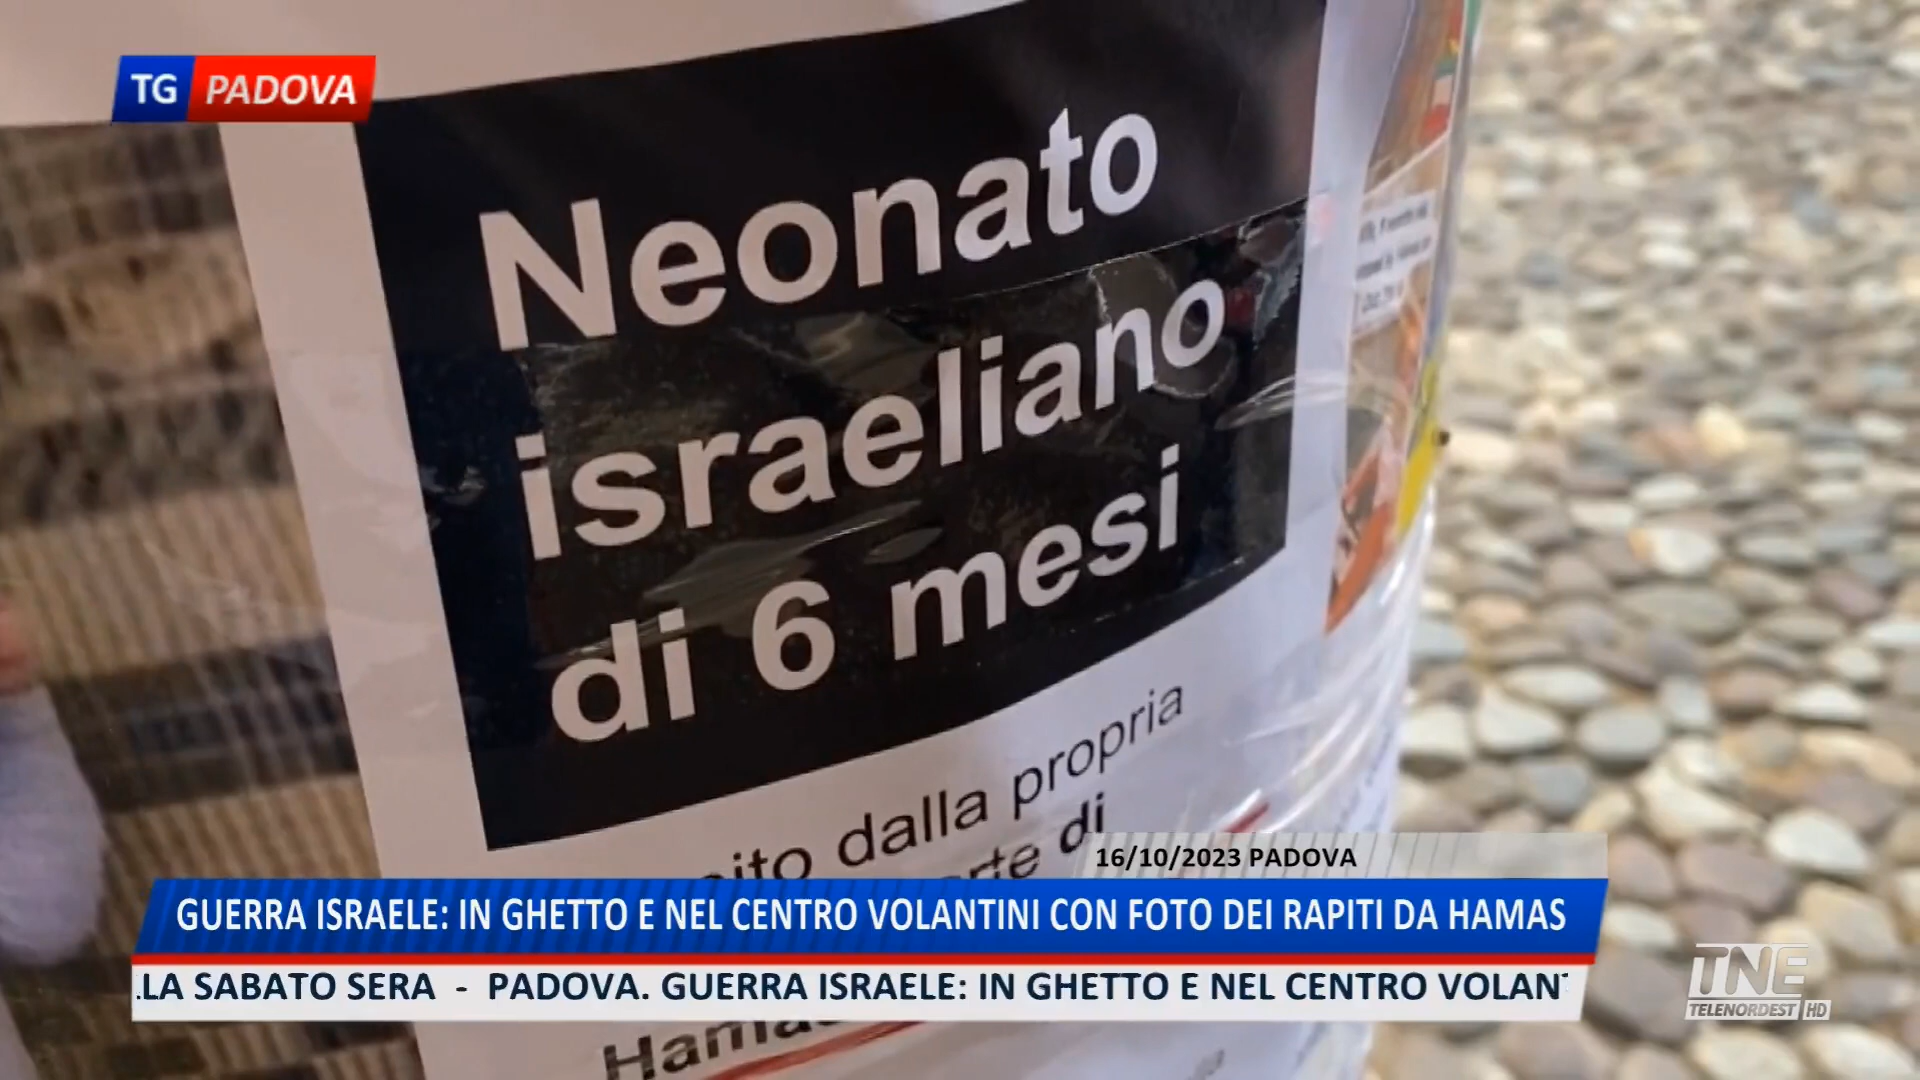 TG PADOVA
Neonato
israeliano
di 6 mesi
dalla propria
di
16/10/2023 PADOVA
GUERRA ISRAELE: IN GHETTO E NEL CENTRO VOLANTINI CON FOTO DEI RAPITI DA HAMAS
LA SABATO SERA - PADOVA. GUERRA ISRAELE: IN GHETTO E NEL CENTRO VOLAN
TNE
TELENORDEST HD